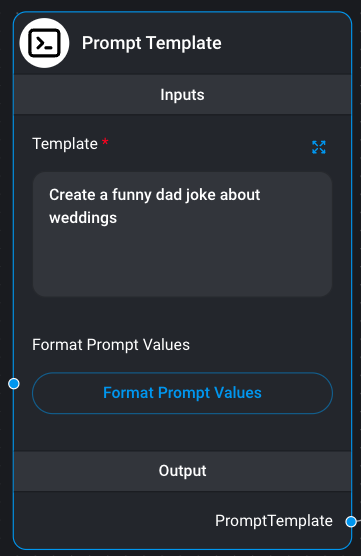 Prompt Template
Inputs
Template *
Create a funny dad joke about
weddings
Format Prompt Values
Format Prompt Values
Output
PromptTemplate